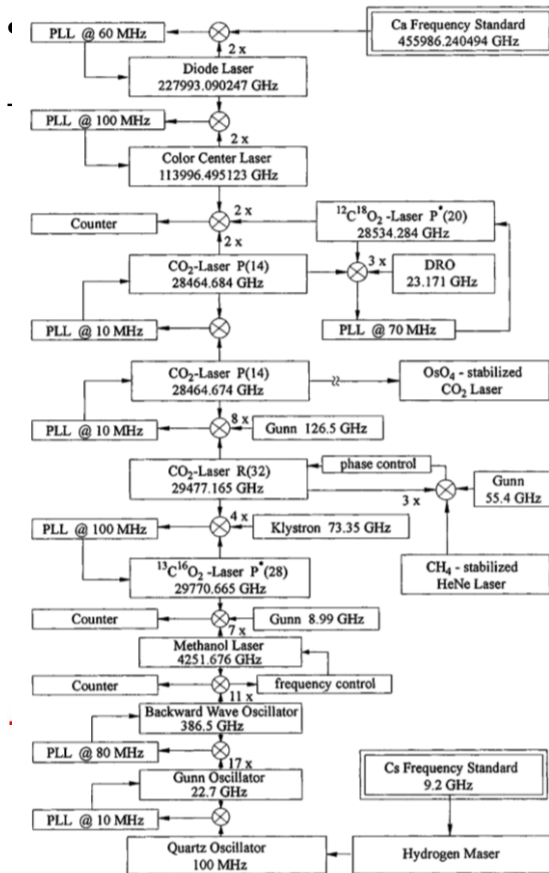 PLL @ 60 MHz
Ca Frequency Standard
455986.240494 GHz
2 x
Diode Laser
227993.090247 GHz
PLL @ 100 MHz
2 x
Color Center Laser
113996.495123 GHz
Counter
2 x
2 x
¹²C¹⁸O₂ -Laser P*(20)
28534.284 GHz
CO₂-Laser P(14)
28464.684 GHz
3 x
DRO
23.171 GHz
PLL @ 10 MHz
PLL @ 70 MHz
CO₂-Laser P(14)
28464.674 GHz
OsO₄ - stabilized
CO₂ Laser
PLL @ 10 MHz
8 x
Gunn 126.5 GHz
CO₂-Laser R(32)
29477.165 GHz
phase control
3 x
Gunn
55.4 GHz
PLL @ 100 MHz
4 x
Klystron 73.35 GHz
CH₄ - stabilized
HeNe Laser
¹³C¹⁶O₂ -Laser P*(28)
29770.665 GHz
Counter
Gunn 8.99 GHz
7 x
Methanol Laser
4251.676 GHz
Counter
frequency control
11 x
Backward Wave Oscillator
386.5 GHz
PLL @ 80 MHz
17 x
Gunn Oscillator
22.7 GHz
Cs Frequency Standard
9.2 GHz
PLL @ 10 MHz
Quartz Oscillator
100 MHz
Hydrogen Maser